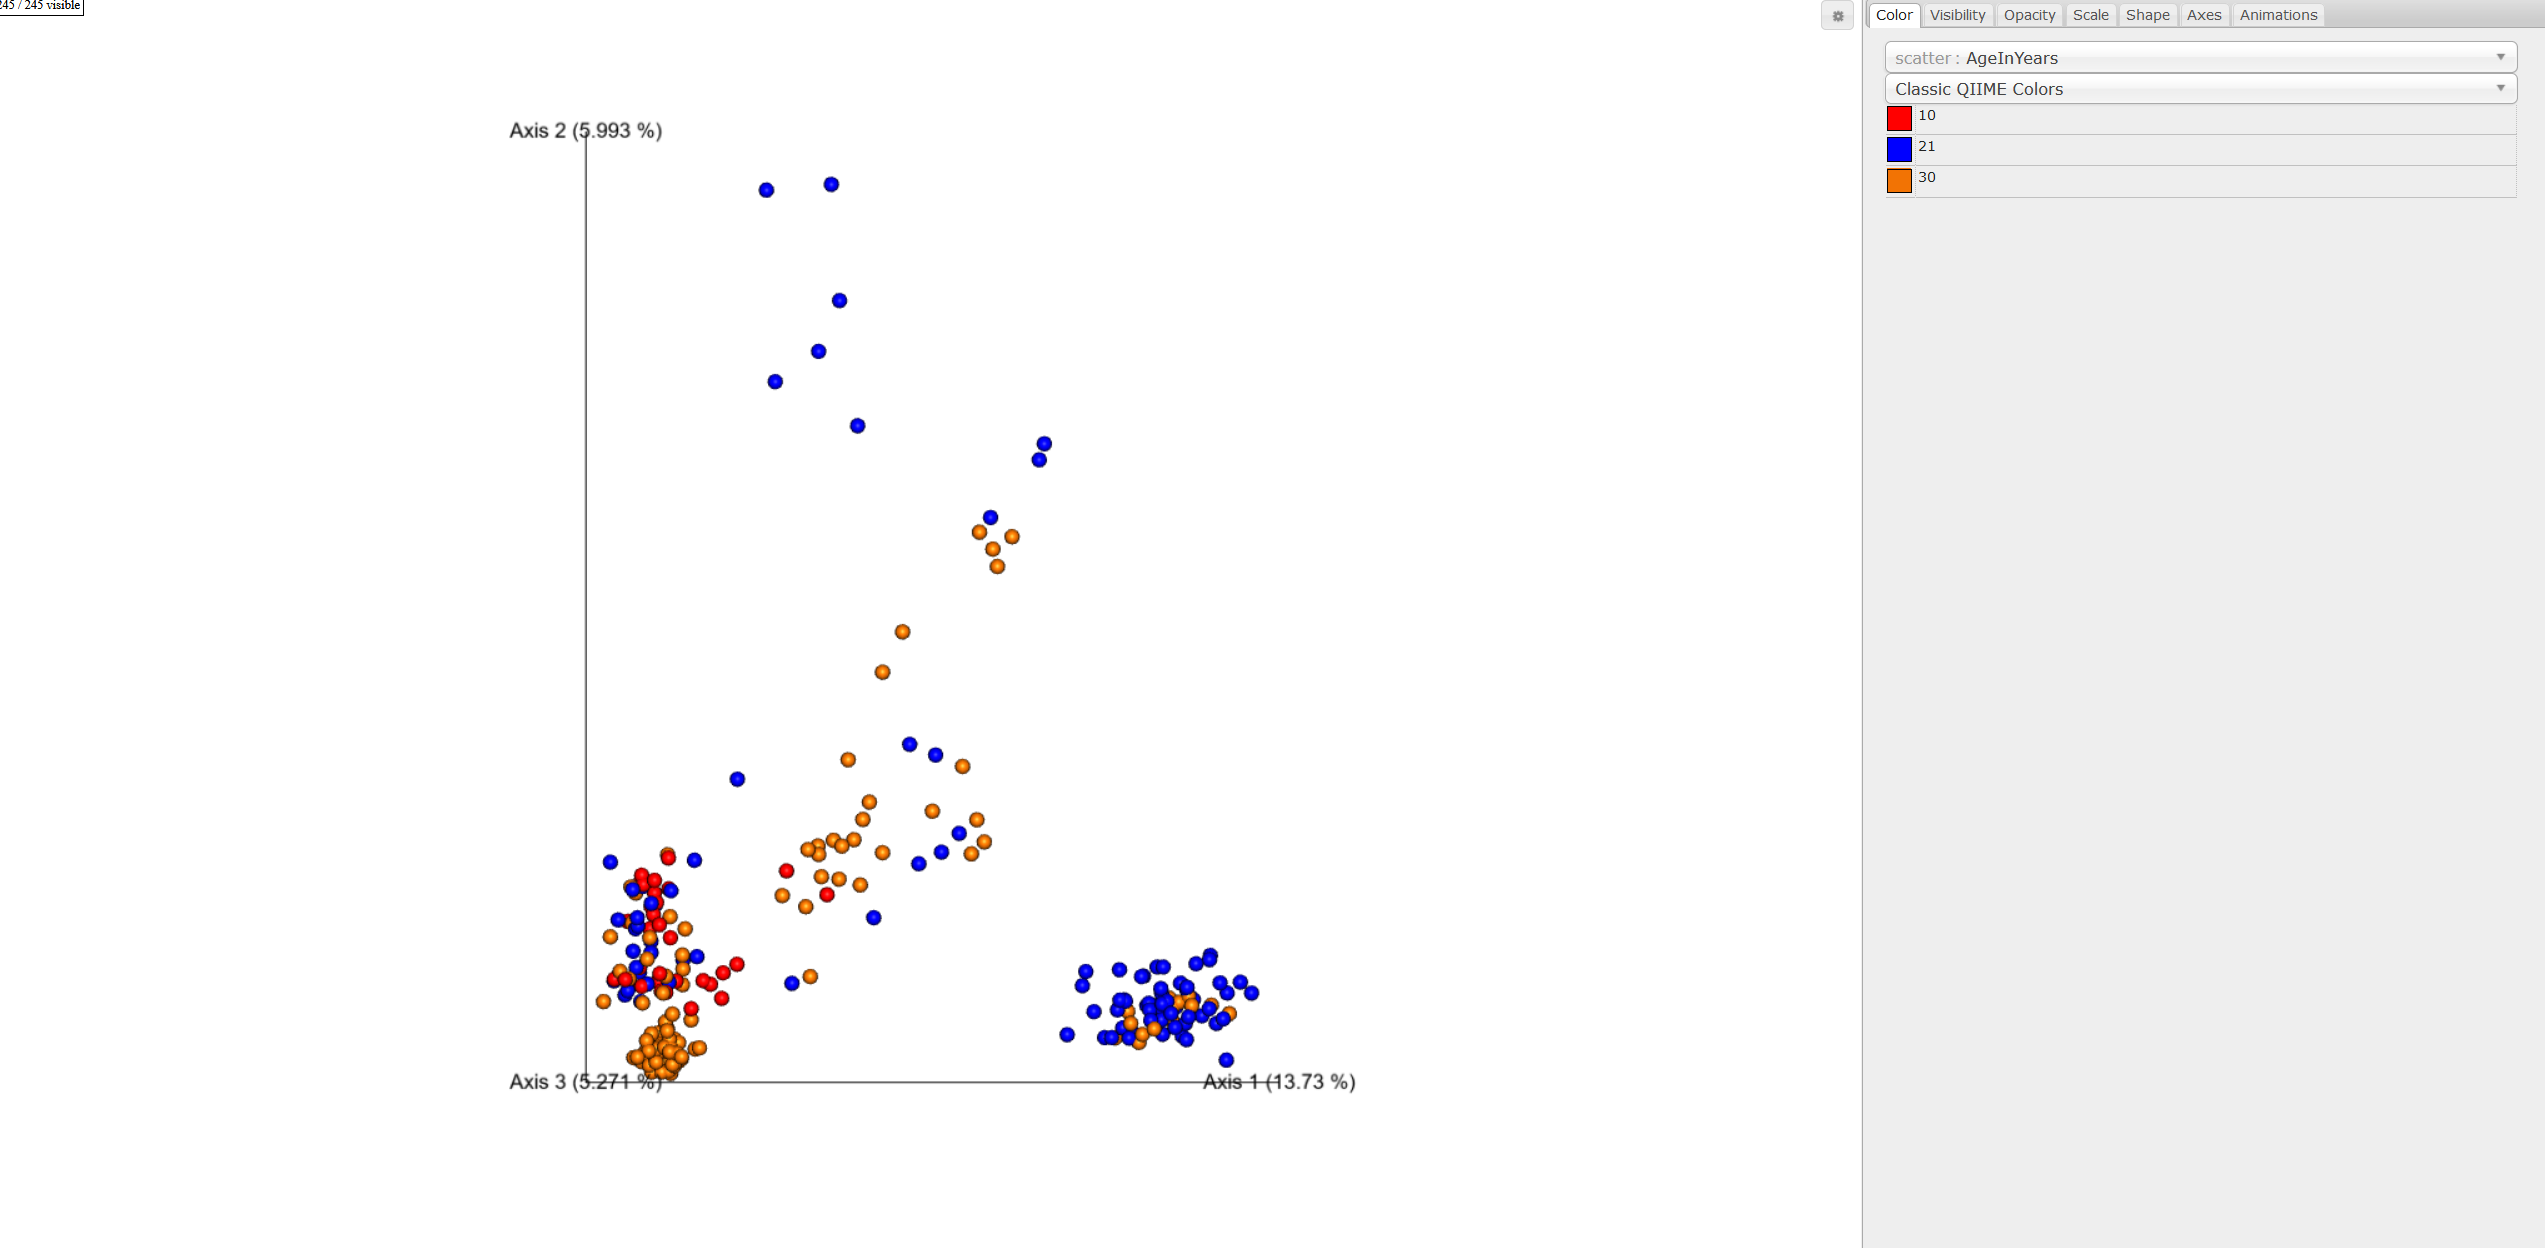 245 / 245 visible
Color Visibility Opacity Scale Shape Axes Animations
scatter : AgeInYears
Classic QIIME Colors
10
21
30
Axis 2 (5.993 %)
Axis 3 (5.271 %)
Axis 1 (13.73 %)